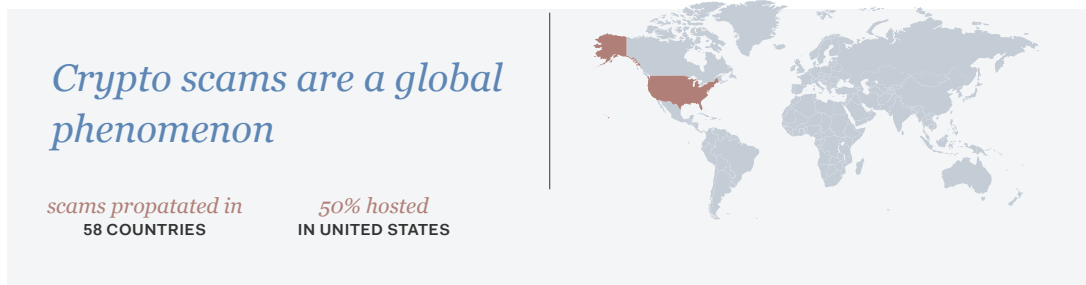 Crypto scams are a global
phenomenon
scams propatated in
58 COUNTRIES
50% hosted
IN UNITED STATES